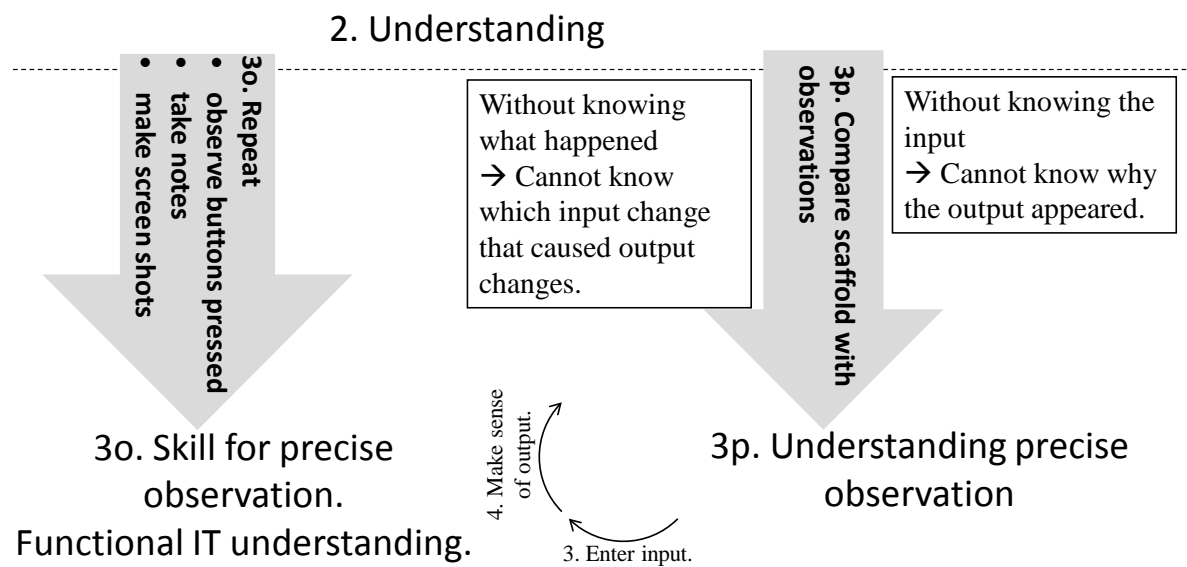 2. Understanding
3o. Repeat
• observe buttons pressed
• take notes
• make screen shots
Without knowing
what happened
→ Cannot know
which input change
that caused output
changes.
3p. Compare scaffold with
observations
Without knowing the
input
→ Cannot know why
the output appeared.
3o. Skill for precise
observation.
Functional IT understanding.
4. Make sense
of output.
3. Enter input.
3p. Understanding precise
observation